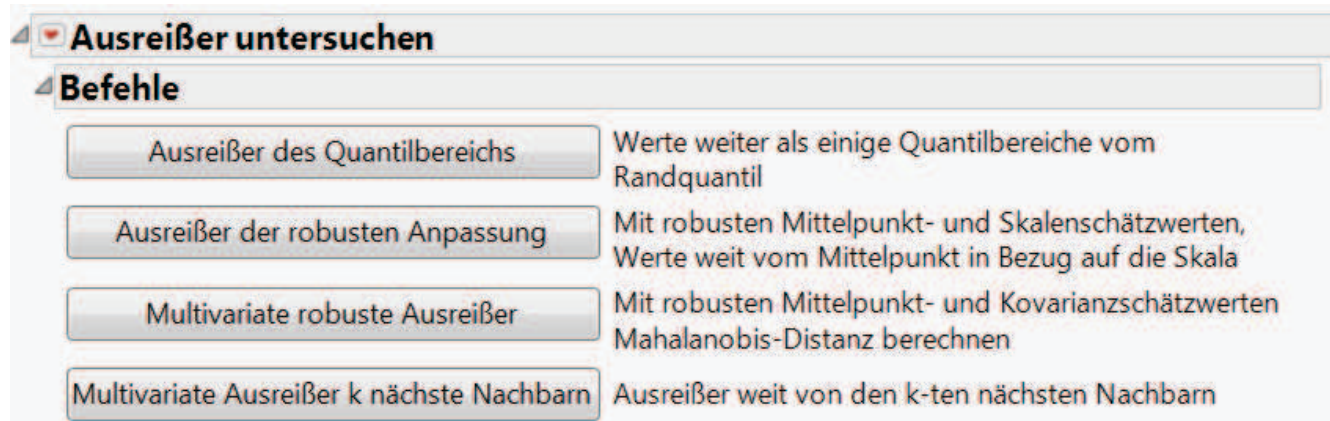 Ausreißer untersuchen
Befehle
Ausreißer des Quantilbereichs
Werte weiter als einige Quantilbereiche vom
Randquantil
Ausreißer der robusten Anpassung
Mit robusten Mittelpunkt- und Skalenschätzwerten,
Werte weit vom Mittelpunkt in Bezug auf die Skala
Multivariate robuste Ausreißer
Mit robusten Mittelpunkt- und Kovarianzschätzwerten
Mahalanobis-Distanz berechnen
Multivariate Ausreißer k nächste Nachbarn
Ausreißer weit von den k-ten nächsten Nachbarn